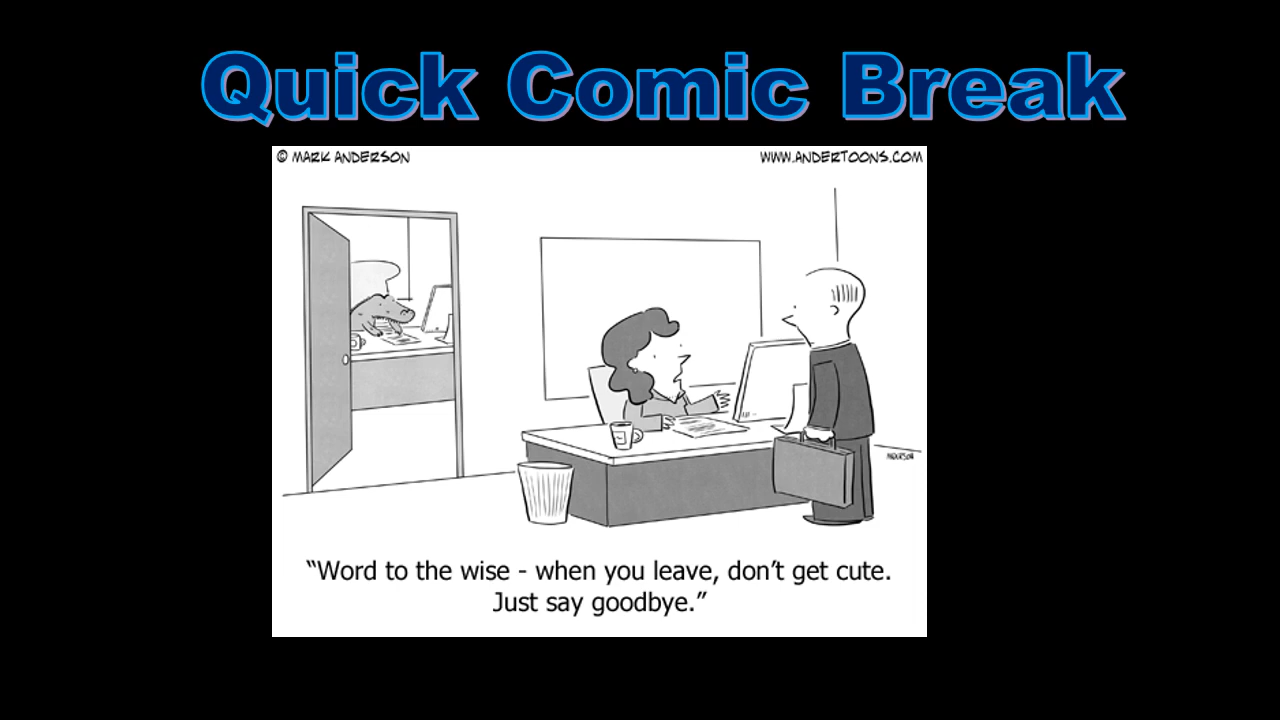 Quick Comic Break
© MARK ANDERSON
WWW.ANDERTOONS.COM
ANDERSON
“Word to the wise - when you leave, don’t get cute.
Just say goodbye.”